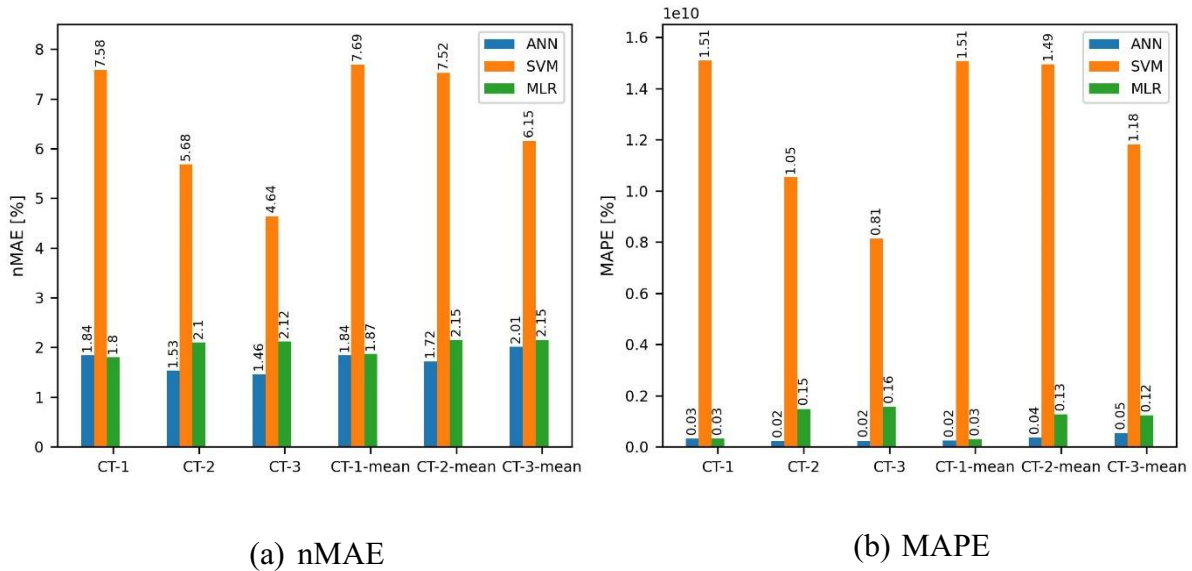 ANN
SVM
MLR
nMAE [%]
8
7
6
5
4
3
2
1
0
1.84
7.58
1.8
1.53
5.68
2.1
1.46
4.64
2.12
1.84
7.69
1.87
1.72
7.52
2.15
2.01
6.15
2.15
CT-1
CT-2
CT-3
CT-1-mean
CT-2-mean
CT-3-mean
(a) nMAE
1e10
ANN
SVM
MLR
MAPE [%]
1.6
1.4
1.2
1.0
0.8
0.6
0.4
0.2
0.0
0.03
1.51
0.03
0.02
1.05
0.15
0.02
0.81
0.16
0.02
1.51
0.03
0.04
1.49
0.13
0.05
1.18
0.12
CT-1
CT-2
CT-3
CT-1-mean
CT-2-mean
CT-3-mean
(b) MAPE